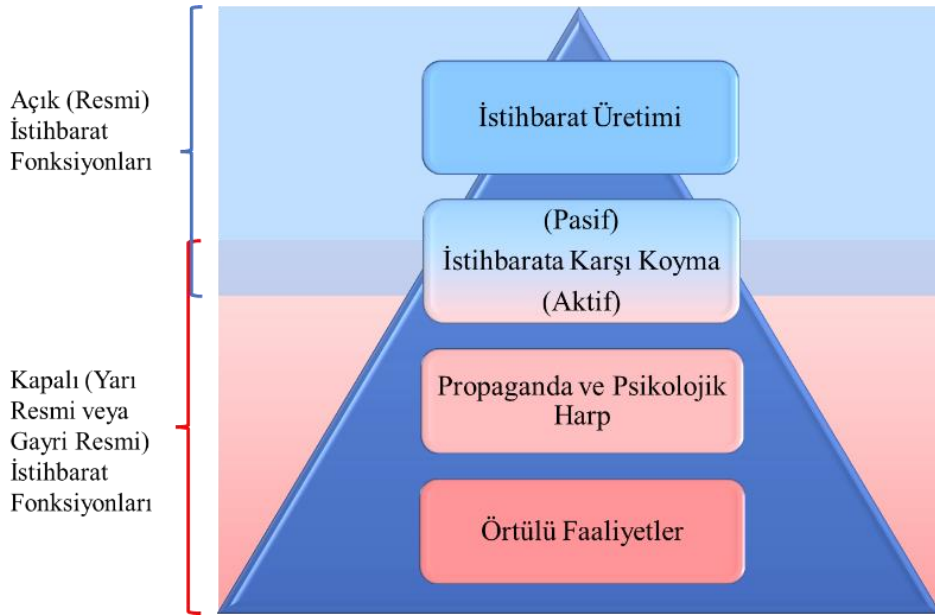 Açık (Resmi)
İstihbarat
Fonksiyonları
İstihbarat Üretimi
(Pasif)
İstihbarata Karşı Koyma
(Aktif)
Kapalı (Yarı
Resmi veya
Gayri Resmi)
İstihbarat
Fonksiyonları
Propaganda ve Psikolojik
Harp
Örtülü Faaliyetler